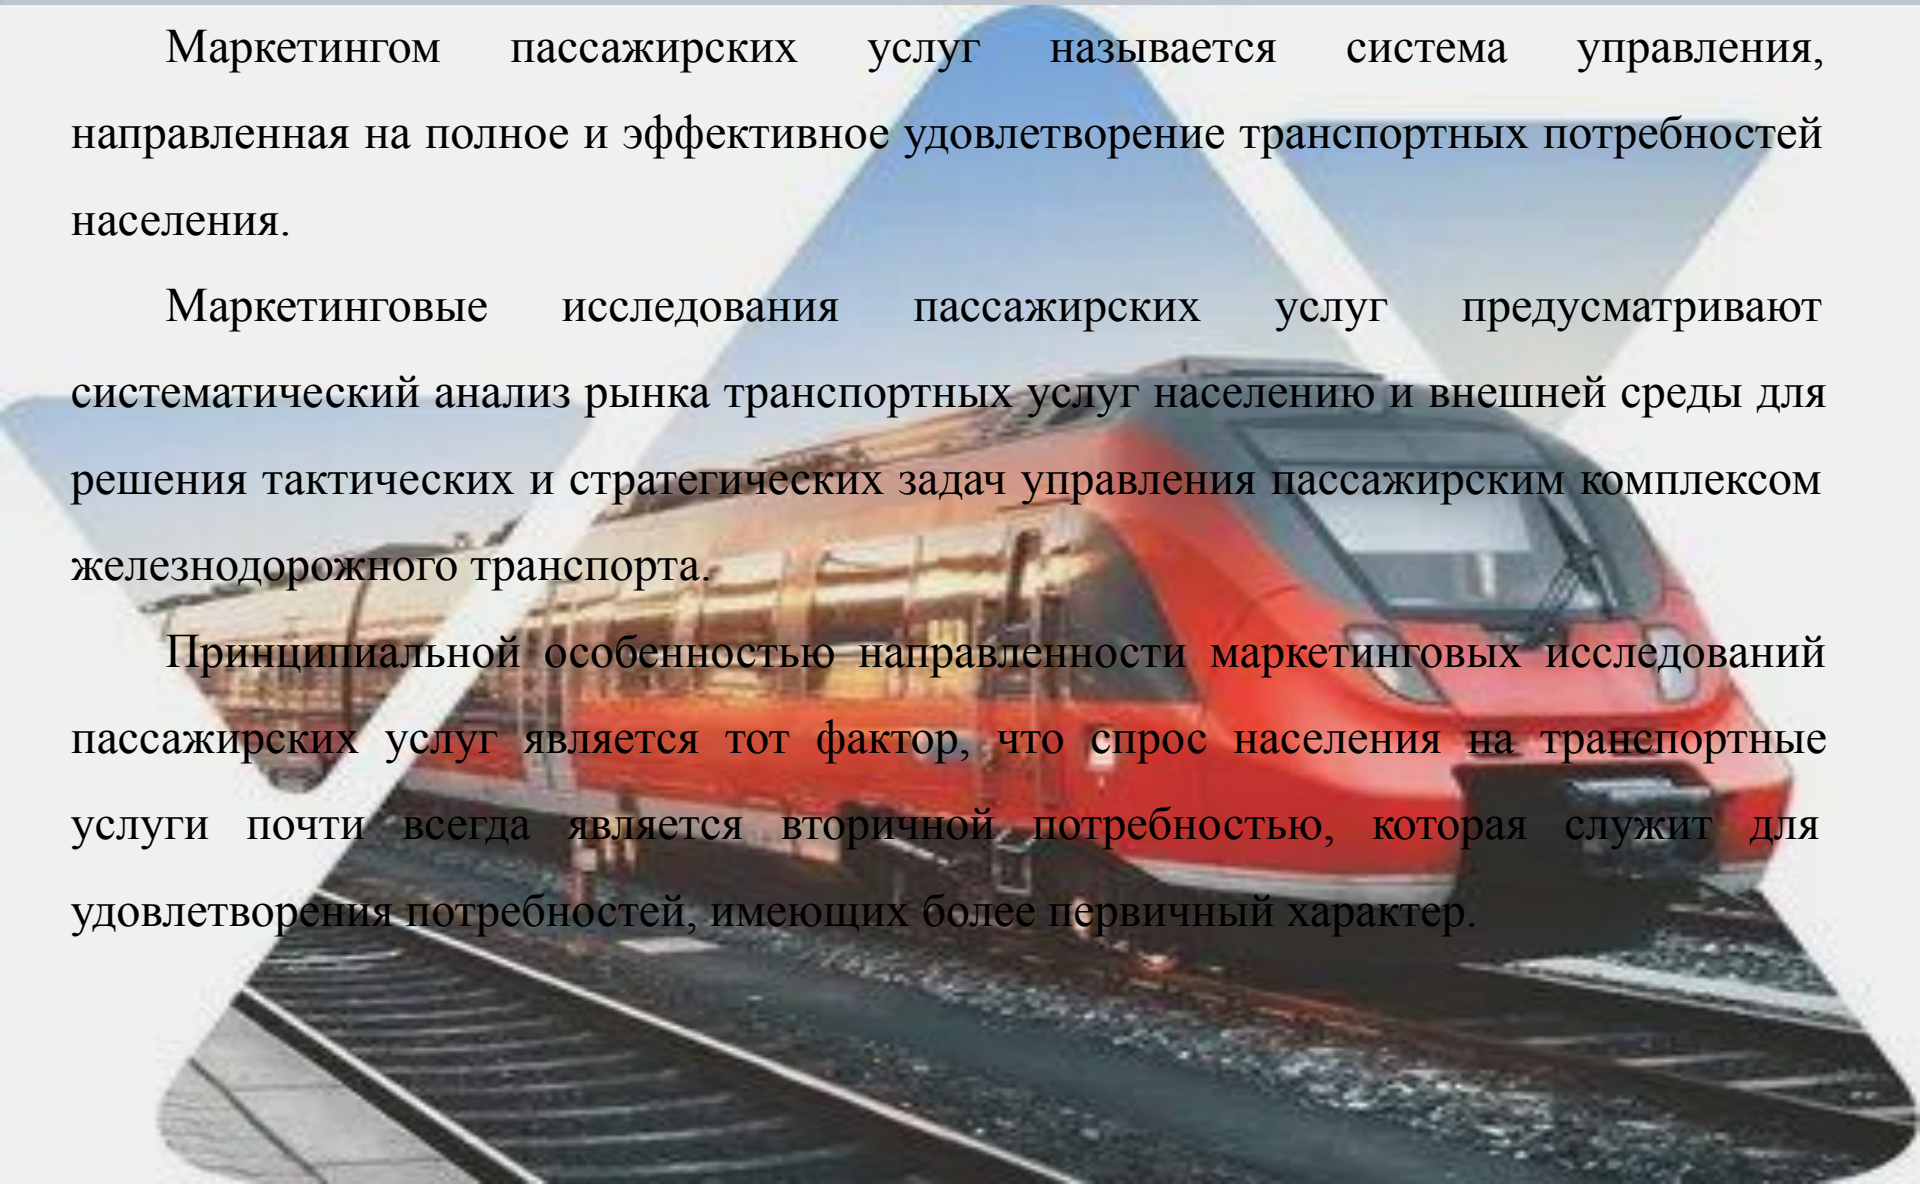 Маркетингом пассажирских услуг называется система управления,
направленная на полное и эффективное удовлетворение транспортных потребностей
населения.
Маркетинговые исследования пассажирских услуг предусматривают
систематический анализ рынка транспортных услуг населению и внешней среды для
решения тактических и стратегических задач управления пассажирским комплексом
железнодорожного транспорта.
Принципиальной особенностью направленности маркетинговых исследований
пассажирских услуг является тот фактор, что спрос населения на транспортные
услуги почти всегда является вторичной потребностью, которая служит для
удовлетворения потребностей, имеющих более первичный характер.